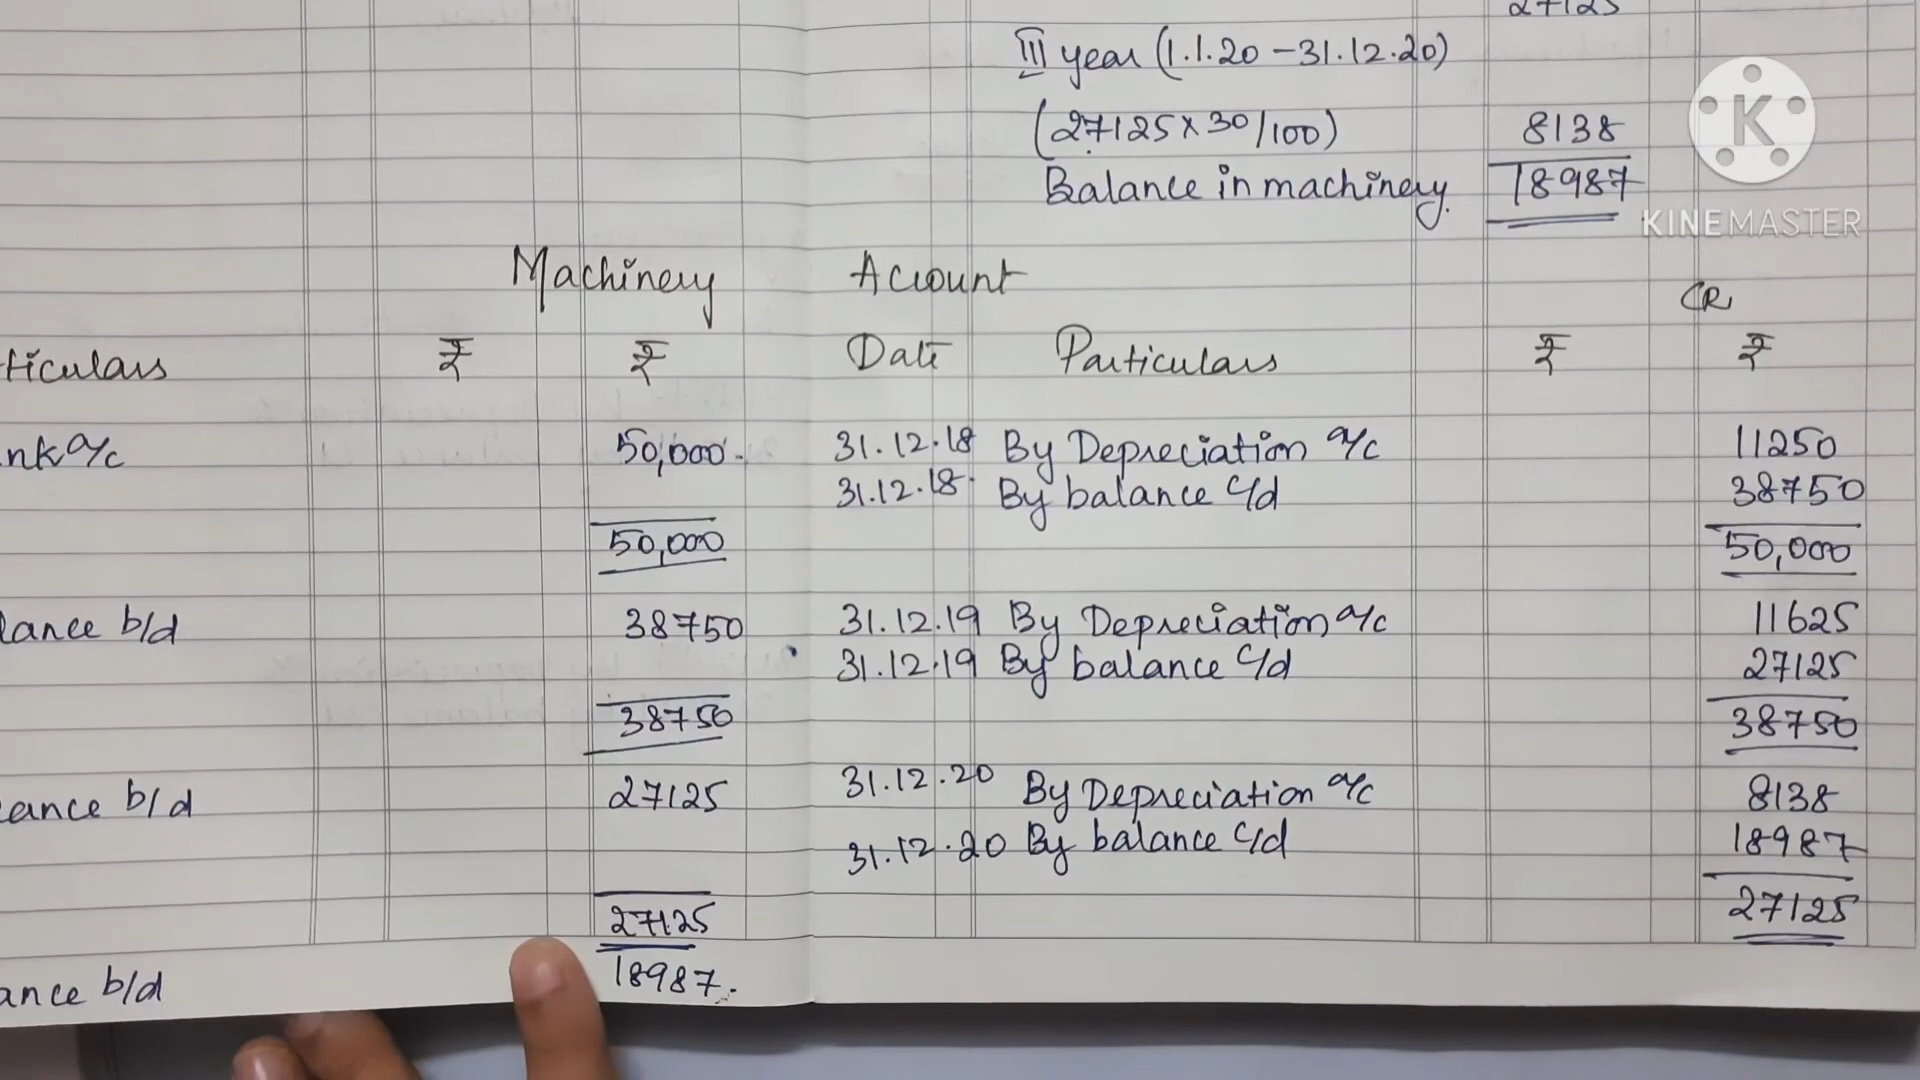 27125
III year (1.1.20 - 31.12.20)
(27125 x 30/100) 8138
Balance in machinery. 18987
K
KINEMASTER
Machinery Account
CR
ticulars ₹ ₹ Date Particulars ₹ ₹
nk a/c 50,000. 31.12.18 By Depreciation a/c 11250
31.12.18. By balance c/d 38750
50,000 50,000
lance b/d 38750 31.12.19 By Depreciation a/c 11625
31.12.19 By balance c/d 27125
38750 38750
ance b/d 27125 31.12.20 By Depreciation a/c 8138
31.12.20 By balance c/d 18987
27125 27125
ance b/d 18987.